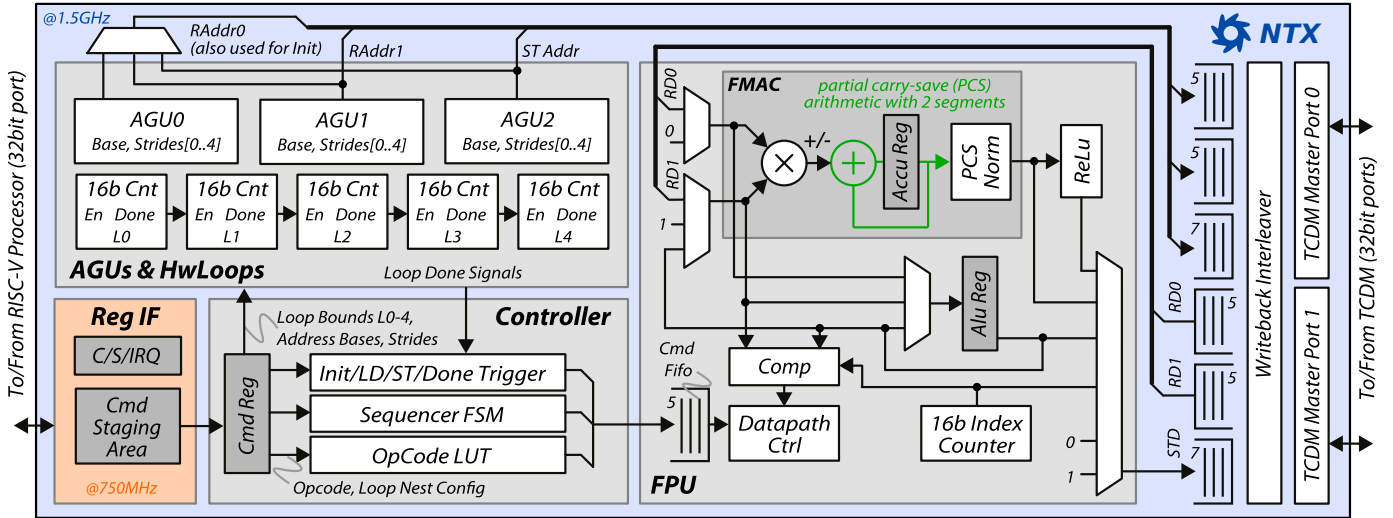 @1.5GHz
RAddr0
(also used for Init)
RAddr1
ST Addr
NTX
To/From RISC-V Processor (32bit port)
AGU0
Base, Strides[0..4]
AGU1
Base, Strides[0..4]
AGU2
Base, Strides[0..4]
16b Cnt
En Done
L0
16b Cnt
En Done
L1
16b Cnt
En Done
L2
16b Cnt
En Done
L3
16b Cnt
En Done
L4
AGUs & HwLoops
Loop Done Signals
Reg IF
C/S/IRQ
Cmd
Staging
Area
@750MHz
Loop Bounds L0-4,
Address Bases, Strides
Controller
Cmd Reg
Init/LD/ST/Done Trigger
Sequencer FSM
OpCode LUT
Opcode, Loop Nest Config
RD0
0
RD1
1
FMAC
partial carry-save (PCS)
arithmetic with 2 segments
+/-
Accu Reg
PCS
Norm
ReLu
Alu Reg
Cmd
Fifo
5
Comp
Datapath
Ctrl
16b Index
Counter
0
1
FPU
5
5
7
RD0
5
RD1
5
STD
7
Writeback Interleaver
TCDM Master Port 0
TCDM Master Port 1
To/From TCDM (32bit ports)